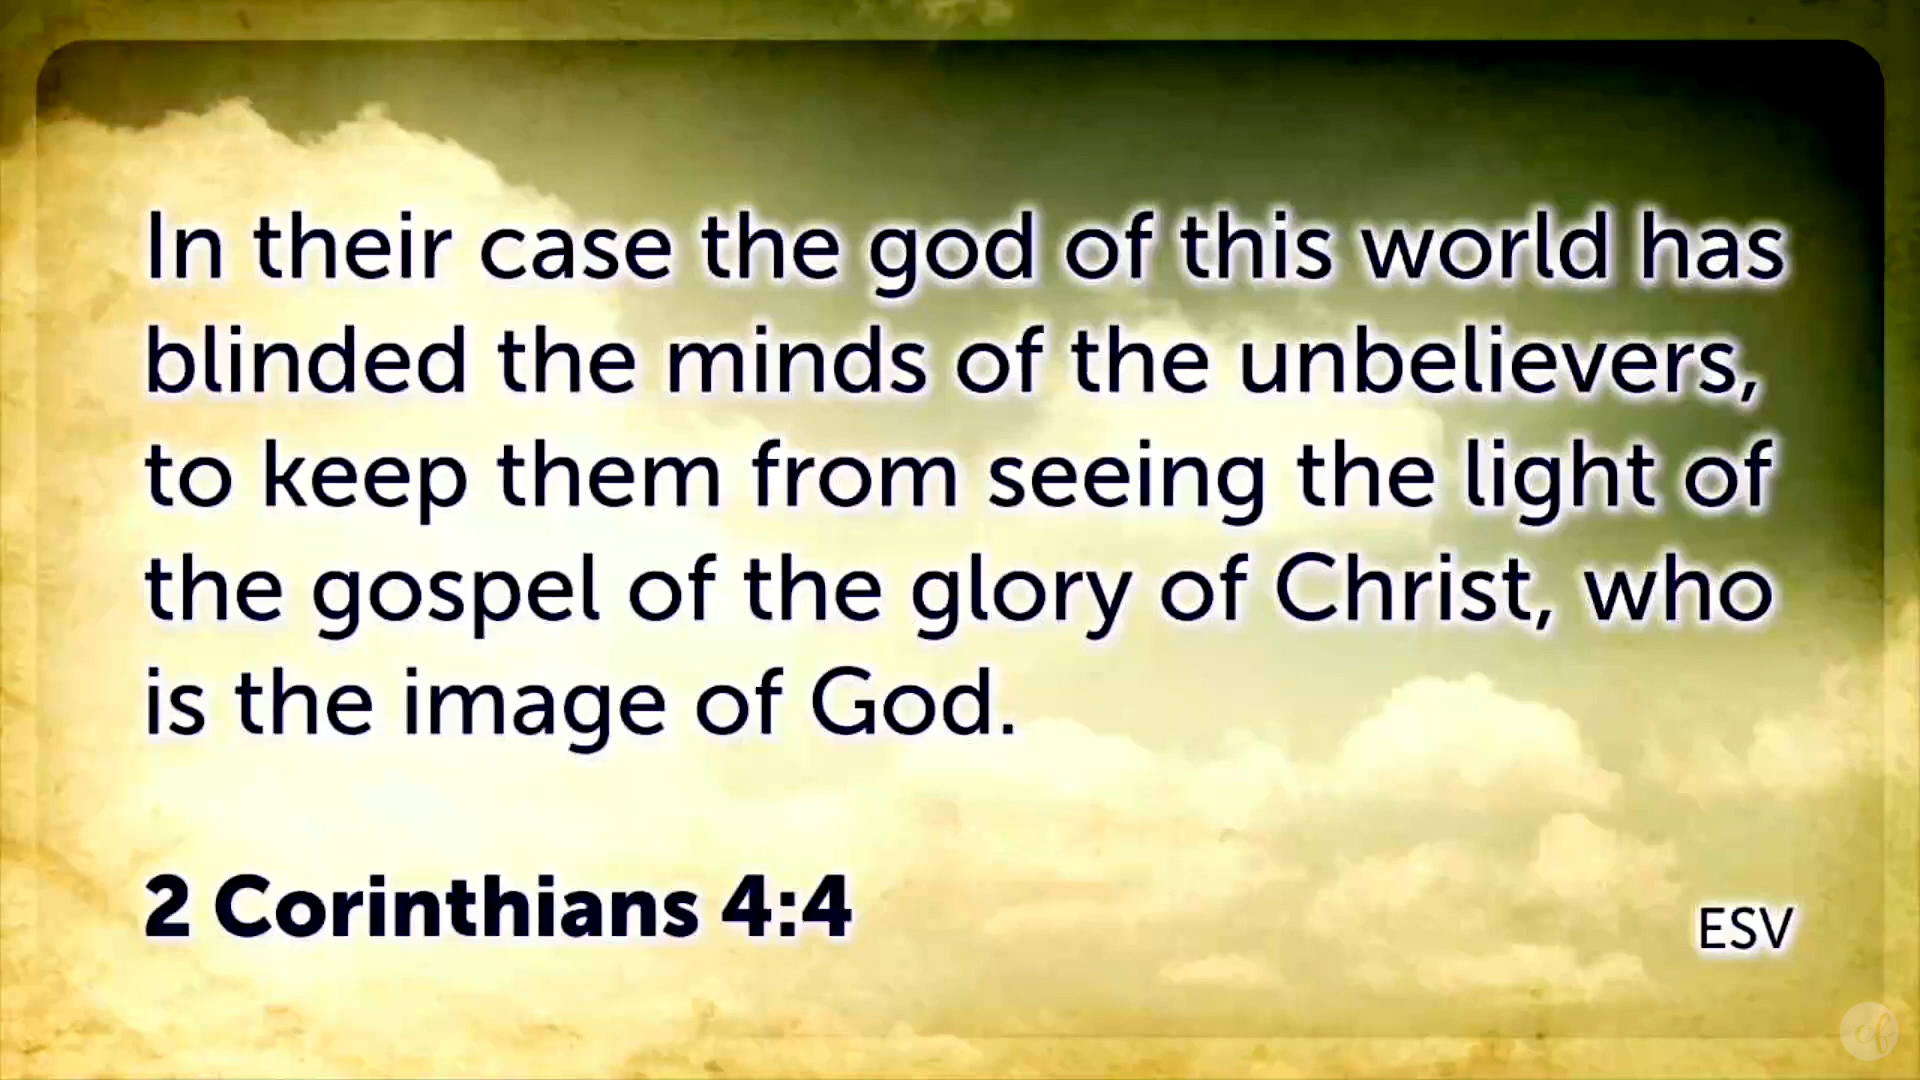 In their case the god of this world has
blinded the minds of the unbelievers,
to keep them from seeing the light of
the gospel of the glory of Christ, who
is the image of God.
2 Corinthians 4:4
ESV